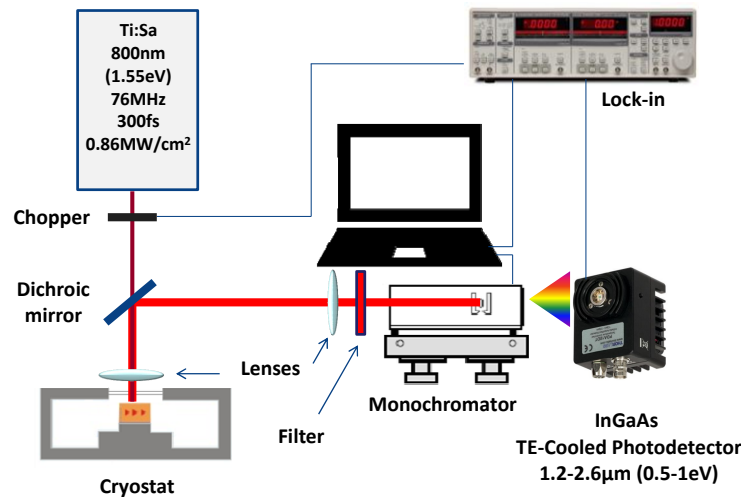 Ti:Sa
800nm
(1.55eV)
76MHz
300fs
0.86MW/cm²
Lock-in
Chopper
Dichroic
mirror
Lenses
Filter
Monochromator
Cryostat
InGaAs
TE-Cooled Photodetector
1.2-2.6µm (0.5-1eV)